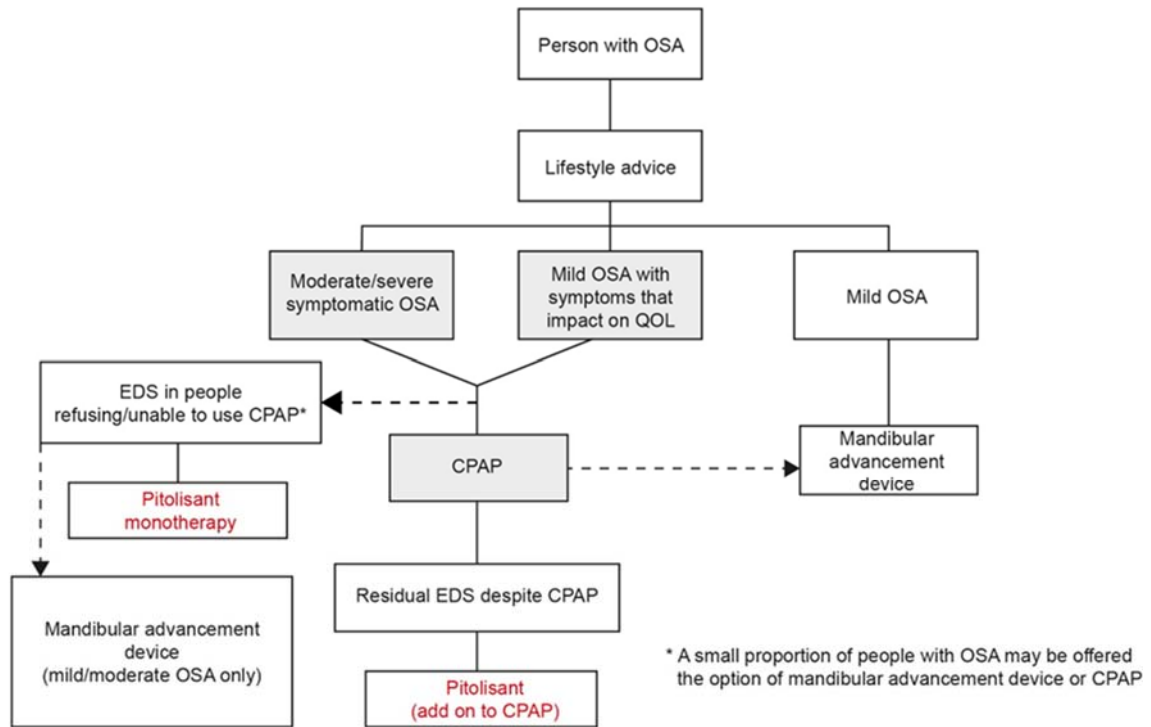 Person with OSA
Lifestyle advice
Moderate/severe
symptomatic OSA
Mild OSA with
symptoms that
impact on QOL
Mild OSA
EDS in people
refusing/unable to use CPAP*
CPAP
Mandibular
advancement
device
Pitolisant
monotherapy
Residual EDS despite CPAP
Mandibular advancement
device
(mild/moderate OSA only)
Pitolisant
(add on to CPAP)
* A small proportion of people with OSA may be offered
the option of mandibular advancement device or CPAP